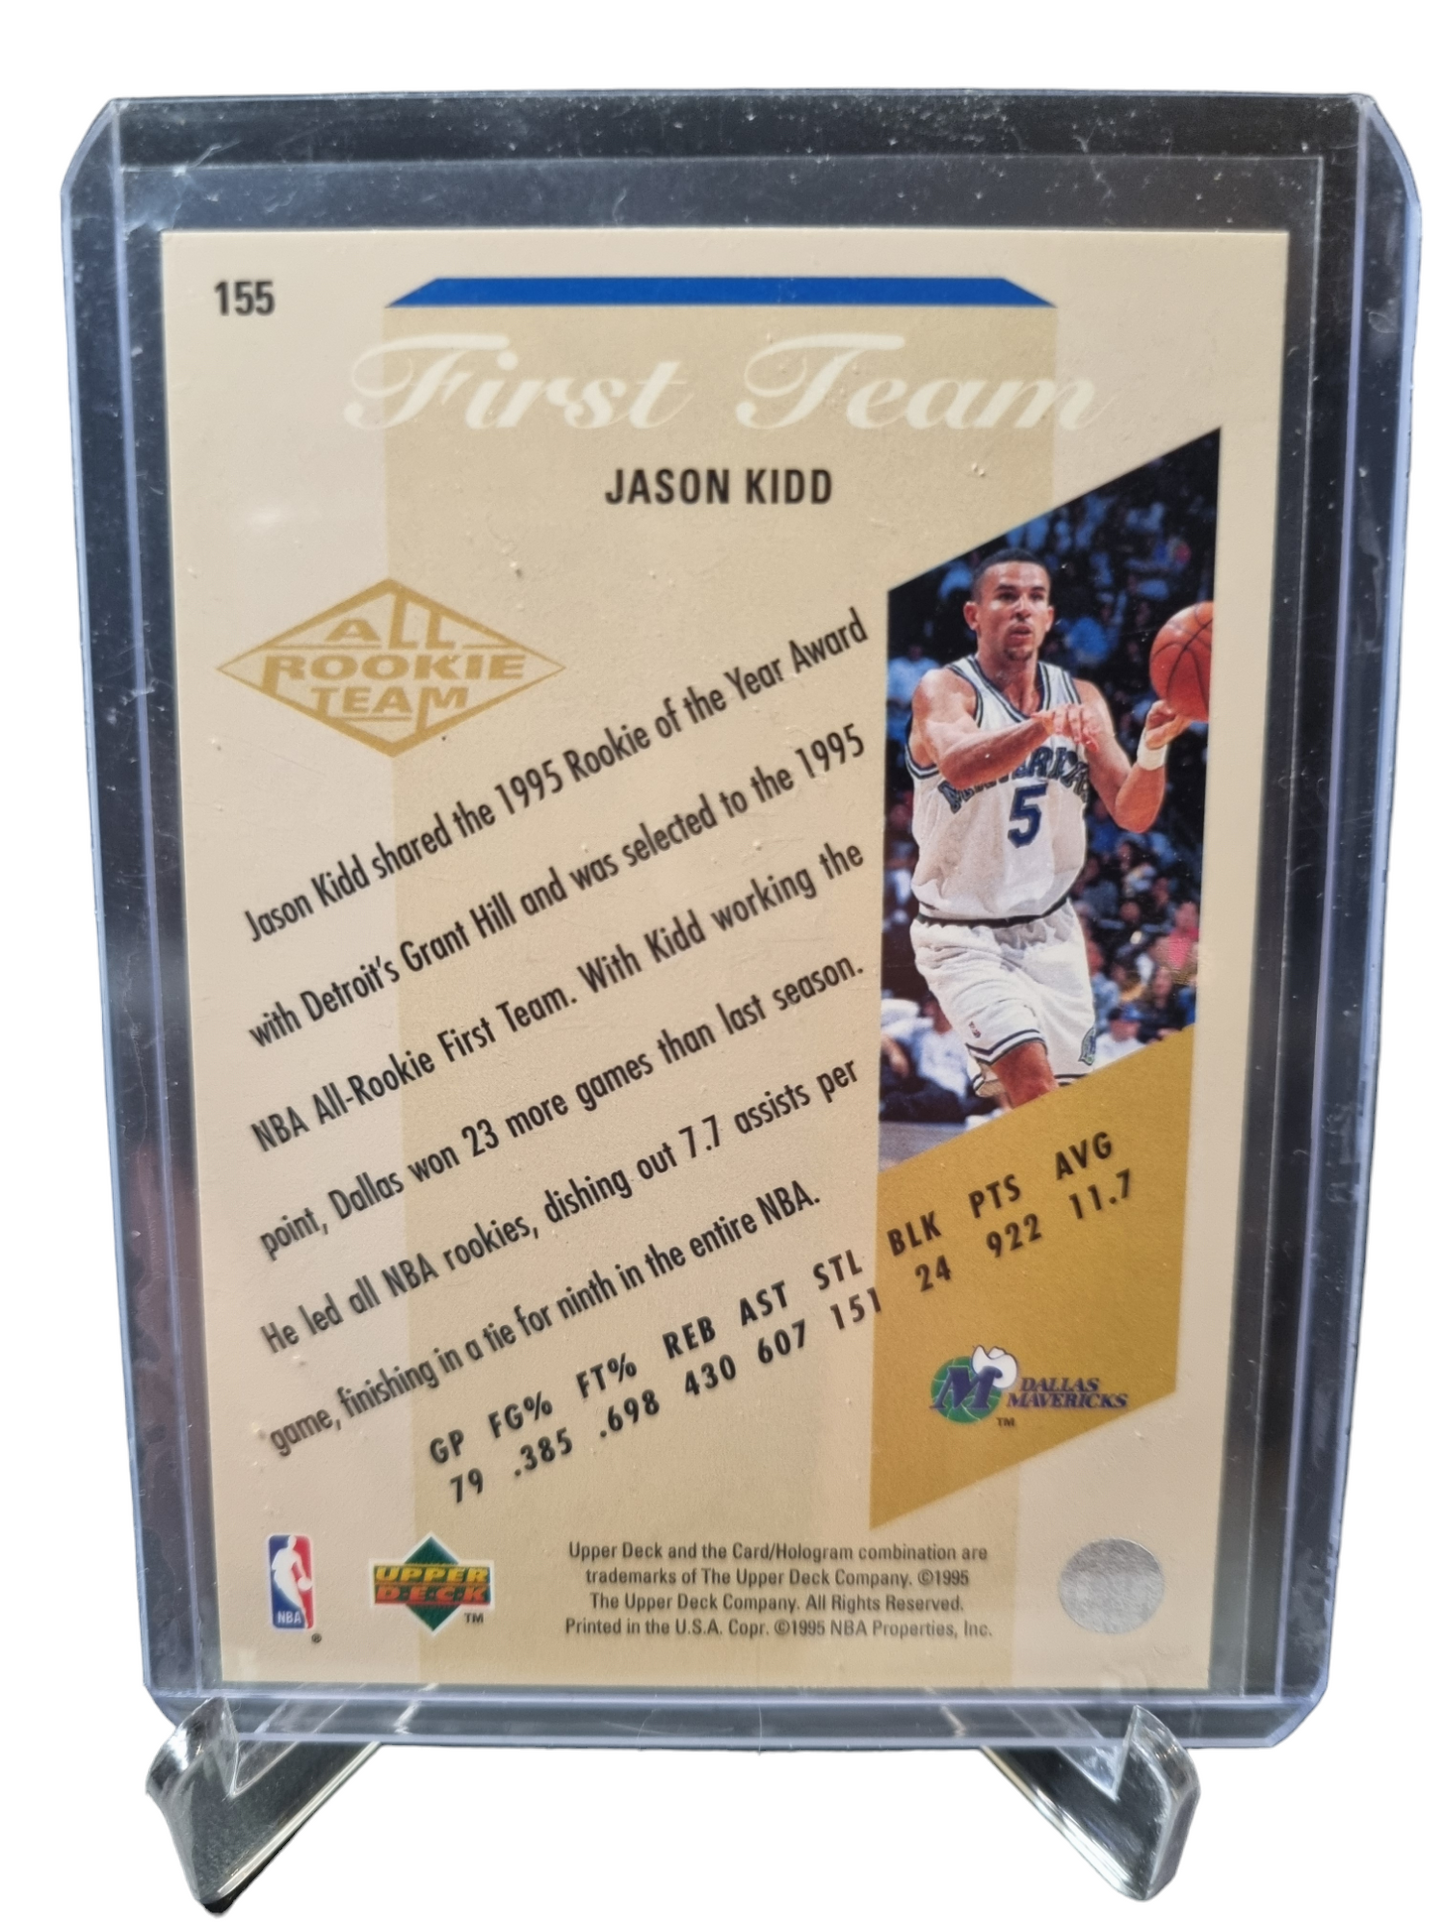 155
First Team
JASON KIDD
ALL
ROOKIE
TEAM
Jason Kidd shared the 1995 Rookie of the Year Award
with Detroit's Grant Hill and was selected to the 1995
NBA All-Rookie First Team. With Kidd working the
point, Dallas won 23 more games than last season.
He led all NBA rookies, dishing out 7.7 assists per
game, finishing in a tie for ninth in the entire NBA.
5
GP FG% FT% REB AST STL BLK PTS AVG
79 .385 .698 430 607 151 24 922 11.7
M DALLAS
MAVERICKS
TM
NBA
®
UPPER
DECK
TM
Upper Deck and the Card/Hologram combination are
trademarks of The Upper Deck Company. ©1995
The Upper Deck Company. All Rights Reserved.
Printed in the U.S.A. Copr. ©1995 NBA Properties, Inc.